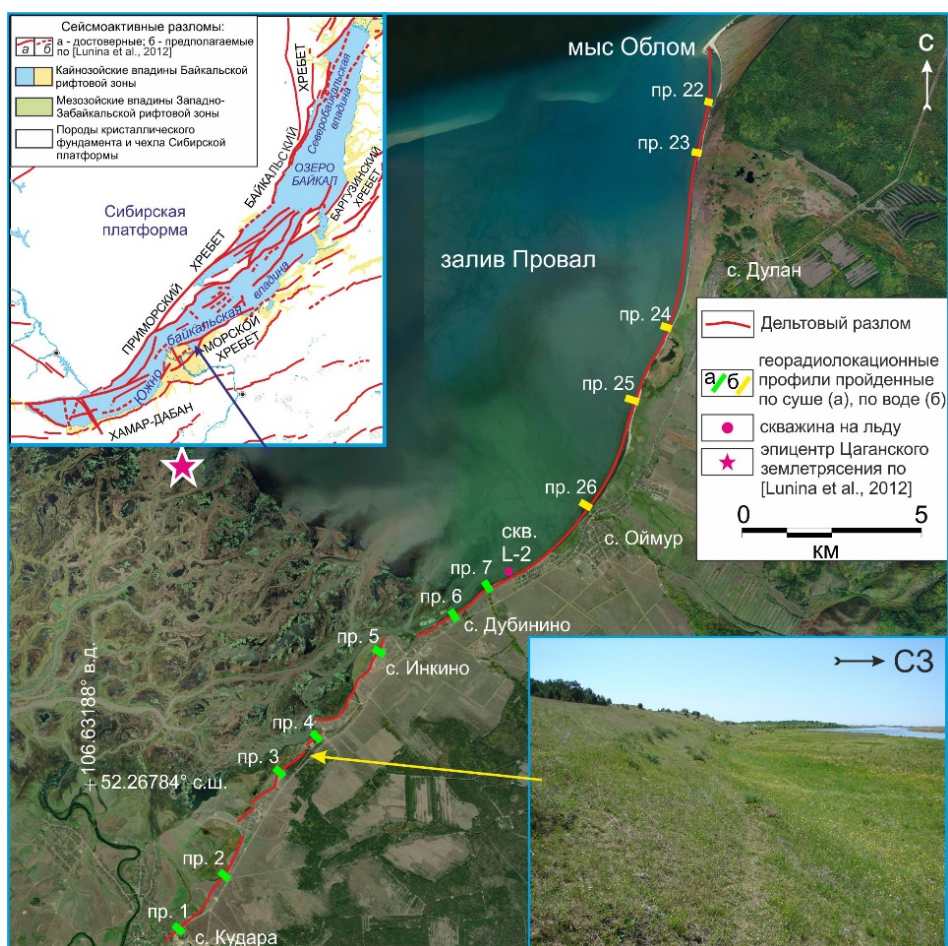 Сейсмоактивные разломы:
а - достоверные; б - предполагаемые
по [Lunina et al., 2012]
а б
Кайнозойские впадины Байкальской
рифтовой зоны
Мезозойские впадины Западно-
Забайкальской рифтовой зоны
Породы кристаллического
фундамента и чехла Сибирской
платформы
Сибирская
платформа
БАЙКАЛЬСКИЙ
ХРЕБЕТ
Северобайкальская
впадина
ОЗЕРО
БАЙКАЛ
БАРГУЗИНСКИЙ
ХРЕБЕТ
ПРИМОРСКИЙ
ХРЕБЕТ
Южно
байкальская
впадина
МОРСКОЙ
ХРЕБЕТ
ХАМАР-ДАБАН
мыс Облом
С
пр. 22
пр. 23
залив Провал
с. Дулан
пр. 24
пр. 25
пр. 26
с. Оймур
скв.
L-2
пр. 7
пр. 6
с. Дубинино
пр. 5
с. Инкино
пр. 4
пр. 3
+ 106.63188° в.д.
52.26784° с.ш.
пр. 2
пр. 1
с. Кудара
Дельтовый разлом
а б
георадиолокационные
профили пройденные
по суше (а), по воде (б)
скважина на льду
эпицентр Цаганского
землетрясения по
[Lunina et al., 2012]
0 5
км
СЗ